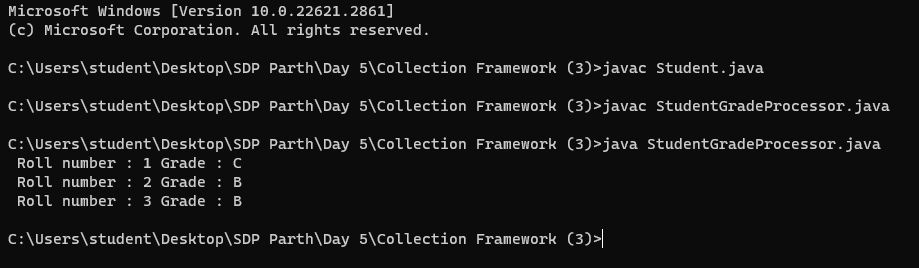 Microsoft Windows [Version 10.0.22621.2861]
(c) Microsoft Corporation. All rights reserved.
C:\Users\student\Desktop\SDP Parth\Day 5\Collection Framework (3)>javac Student.java
C:\Users\student\Desktop\SDP Parth\Day 5\Collection Framework (3)>javac StudentGradeProcessor.java
C:\Users\student\Desktop\SDP Parth\Day 5\Collection Framework (3)>java StudentGradeProcessor.java
Roll number : 1 Grade : C
Roll number : 2 Grade : B
Roll number : 3 Grade : B
C:\Users\student\Desktop\SDP Parth\Day 5\Collection Framework (3)>